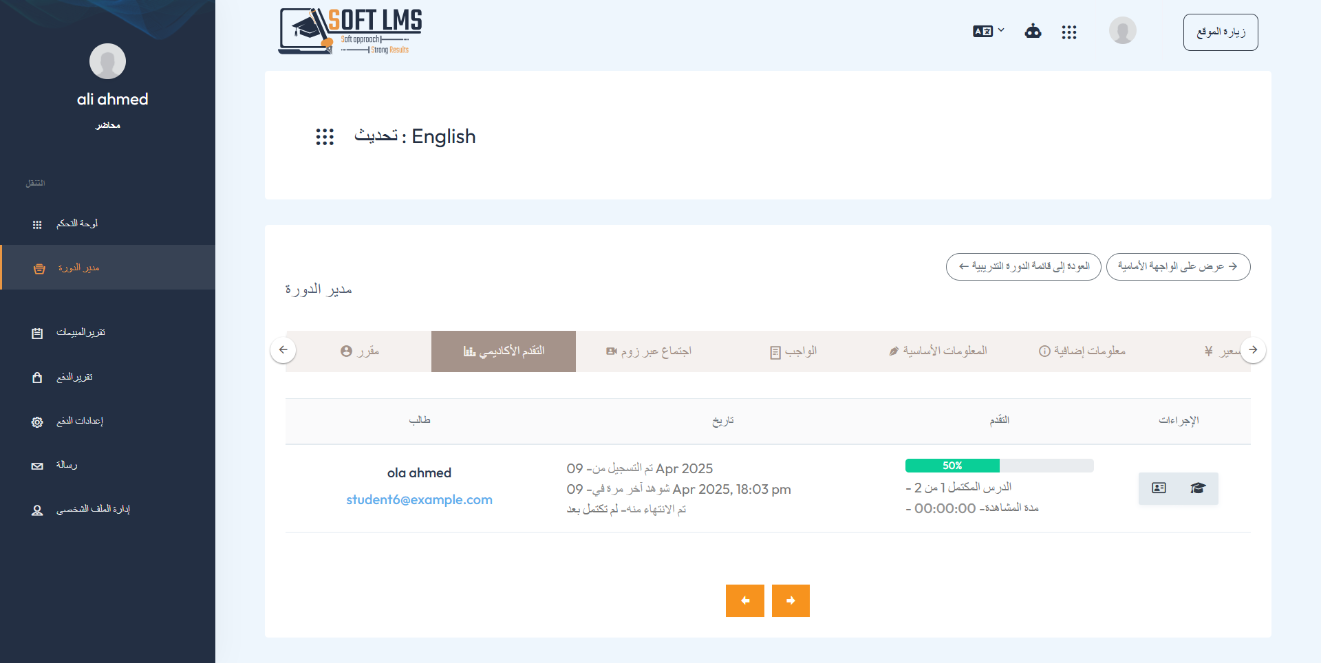 SOFT LMS
Soft approach
Strong Results
زيارة الموقع
ali ahmed
محاضر
التنقل
لوحة التحكم
مدير الدورة
تقرير المبيعات
تقرير الدفع
إعدادات الدفع
رسالة
إدارة الملف الشخصي
تحديث : English
عرض على الواجهة الأمامية
العودة إلى قائمة الدورة التدريبية
مدير الدورة
مقرّر
التقدم الأكاديمي
اجتماع عبر زوم
الواجب
المعلومات الأساسية
معلومات إضافية
سعير
طالب
تاريخ
التقدّم
الإجراءات
ola ahmed
student6@example.com
تم التسجيل من- 09 Apr 2025
شوهد آخر مرة في- 09 Apr 2025, 18:03 pm
تم الانتهاء منه- لم تكتمل بعد
50%
الدرس المكتمل 1 من 2 -
مدة المشاهدة- 00:00:00 -